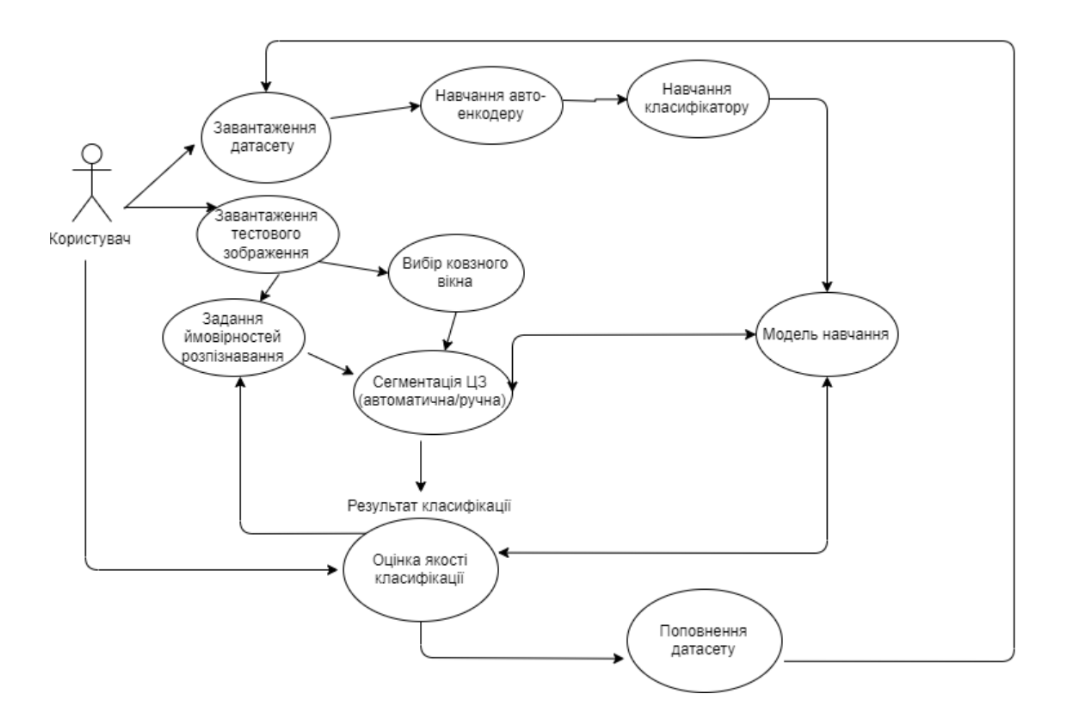 Навчання авто-
енкодеру
Навчання
класифікатору
Завантаження
датасету
Користувач
Завантаження
тестового
зображення
Вибір ковзного
вікна
Задання
ймовірностей
розпізнавання
Модель навчання
Сегментація ЦЗ
(автоматична/ручна)
Результат класифікації
Оцінка якості
класифікації
Поповнення
датасету